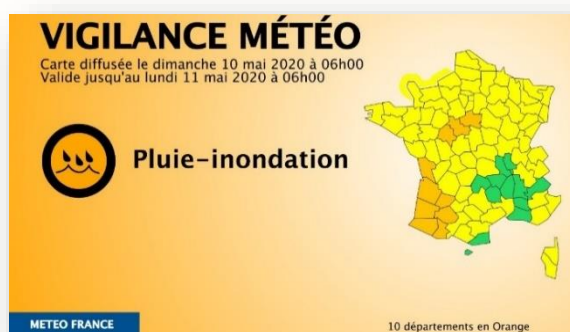 VIGILANCE MÉTÉO
Carte diffusée le dimanche 10 mai 2020 à 06h00
Valide jusqu'au lundi 11 mai 2020 à 06h00
Pluie-inondation
METEO FRANCE
10 départements en Orange